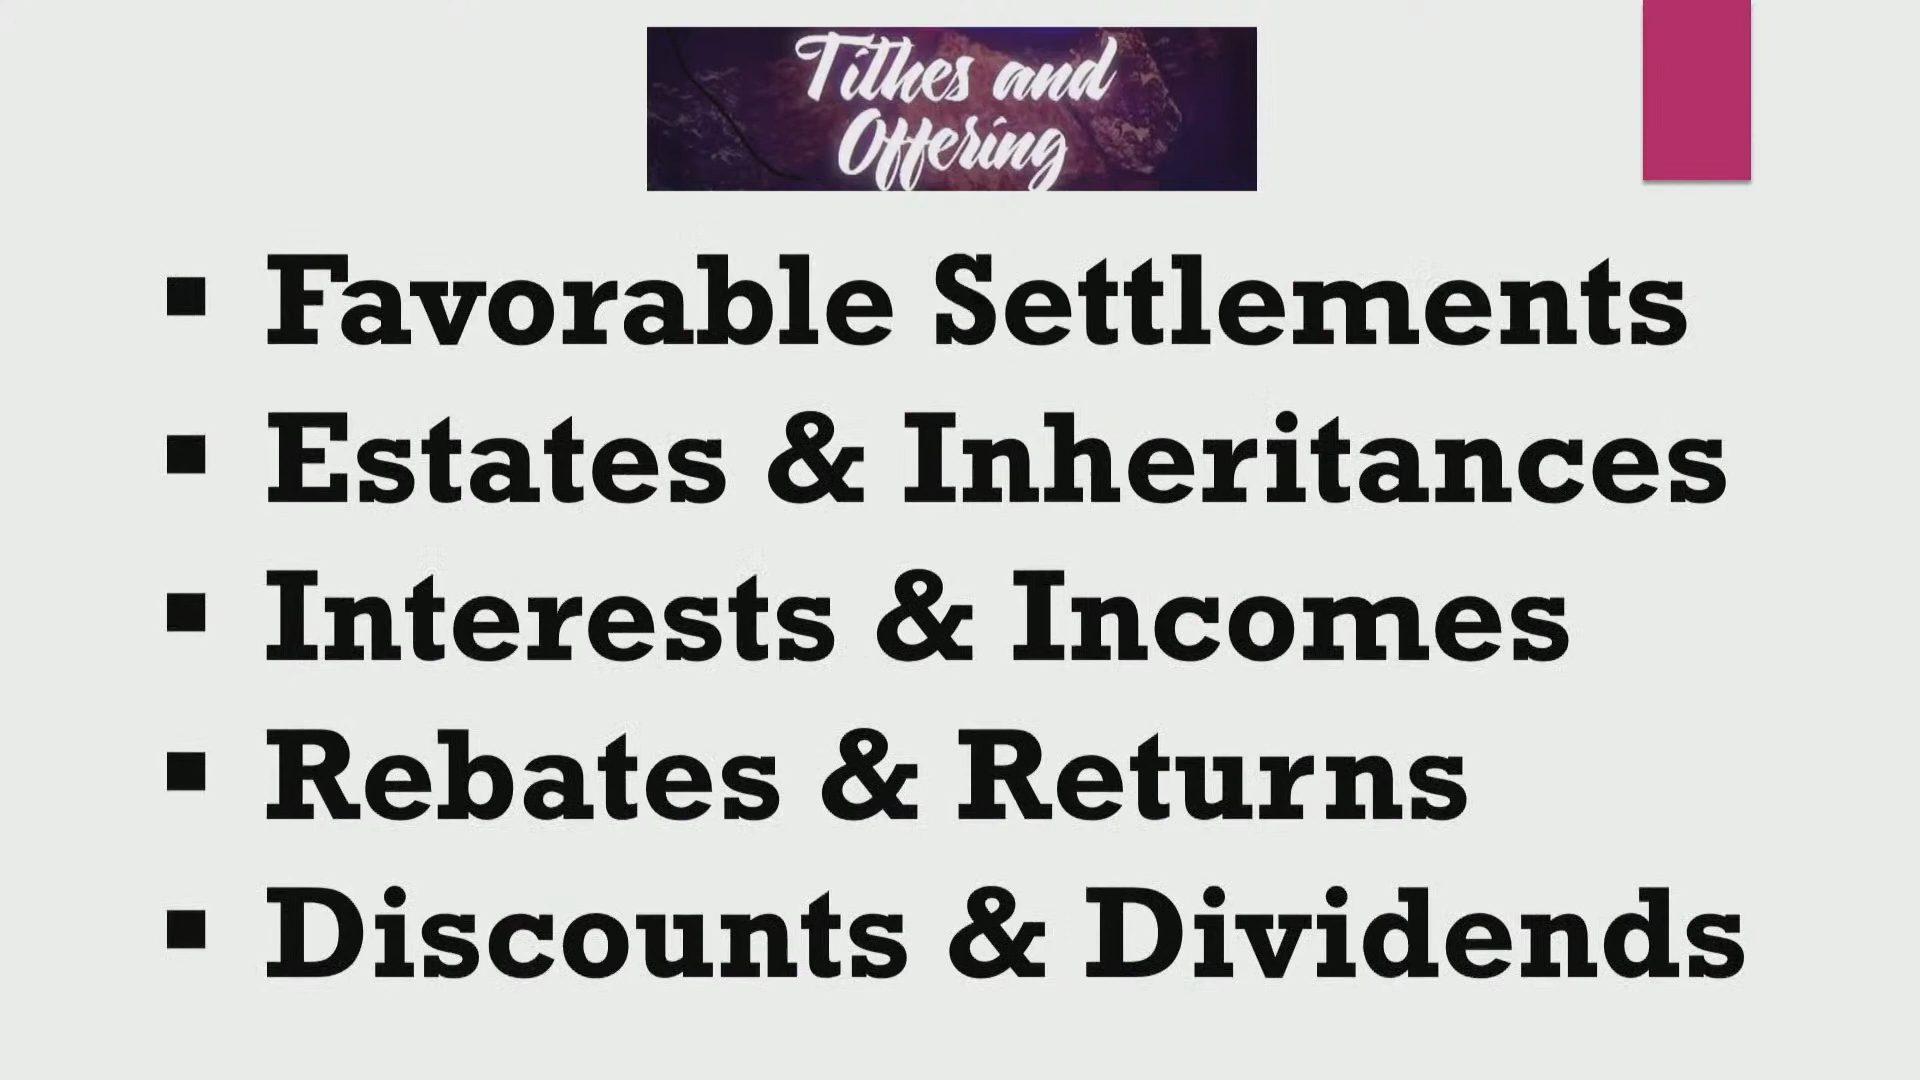 Tithes and
Offering
▪ Favorable Settlements
▪ Estates & Inheritances
▪ Interests & Incomes
▪ Rebates & Returns
▪ Discounts & Dividends